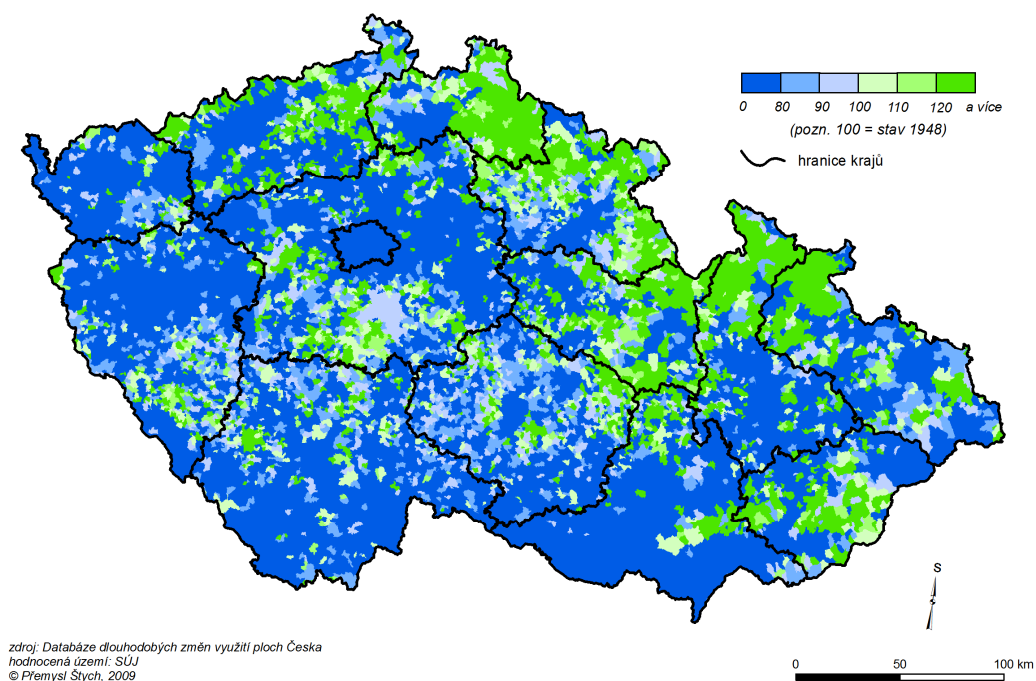 0 80 90 100 110 120 a více
(pozn. 100 = stav 1948)
hranice krajů
S
zdroj: Databáze dlouhodobých změn využití ploch Česka
hodnocená území: SÚJ
© Přemysl Štych, 2009
0 50 100 km